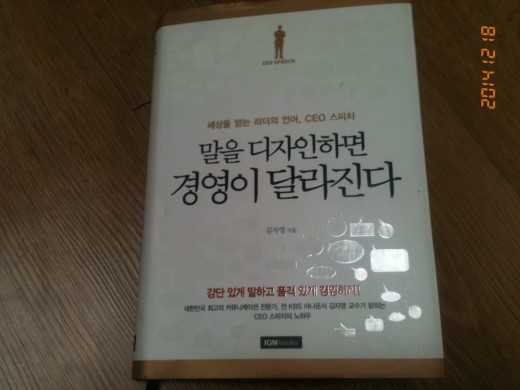 CEO SPEECH
세상을 얻는 리더의 언어, CEO 스피치
말을 디자인하면
경영이 달라진다
김자영 지음
강단 있게 말하고 품격 있게 경영하라!
대한민국 최고의 커뮤니케이션 전문가, 전 KBS 아나운서 김자영 교수가 밝히는
CEO 스피치의 노하우
IGMbooks
2014 12 18